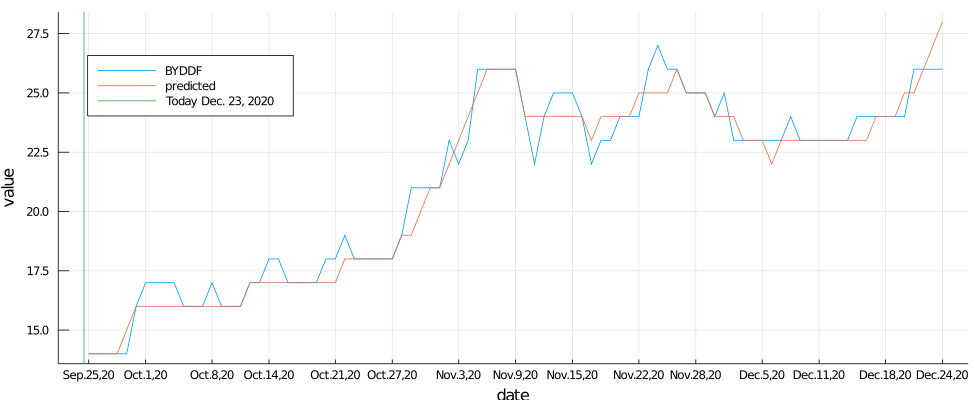 27.5
25.0
22.5
20.0
17.5
15.0
value
BYDDF
predicted
Today Dec. 23, 2020
Sep.25,20 Oct.1,20 Oct.8,20 Oct.14,20 Oct.21,20 Oct.27,20 Nov.3,20 Nov.9,20 Nov.15,20 Nov.22,20 Nov.28,20 Dec.5,20 Dec.11,20 Dec.18,20 Dec.24,20
date